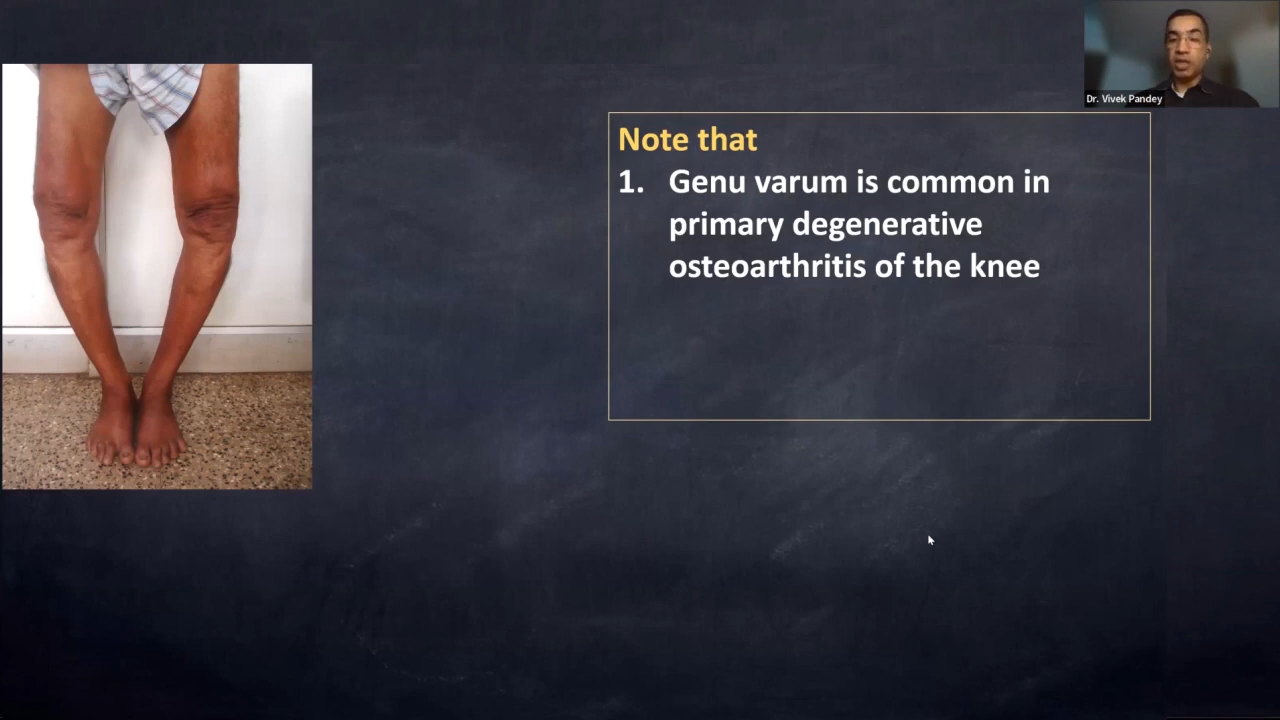 Dr. Vivek Pandey
Note that
1. Genu varum is common in
primary degenerative
osteoarthritis of the knee